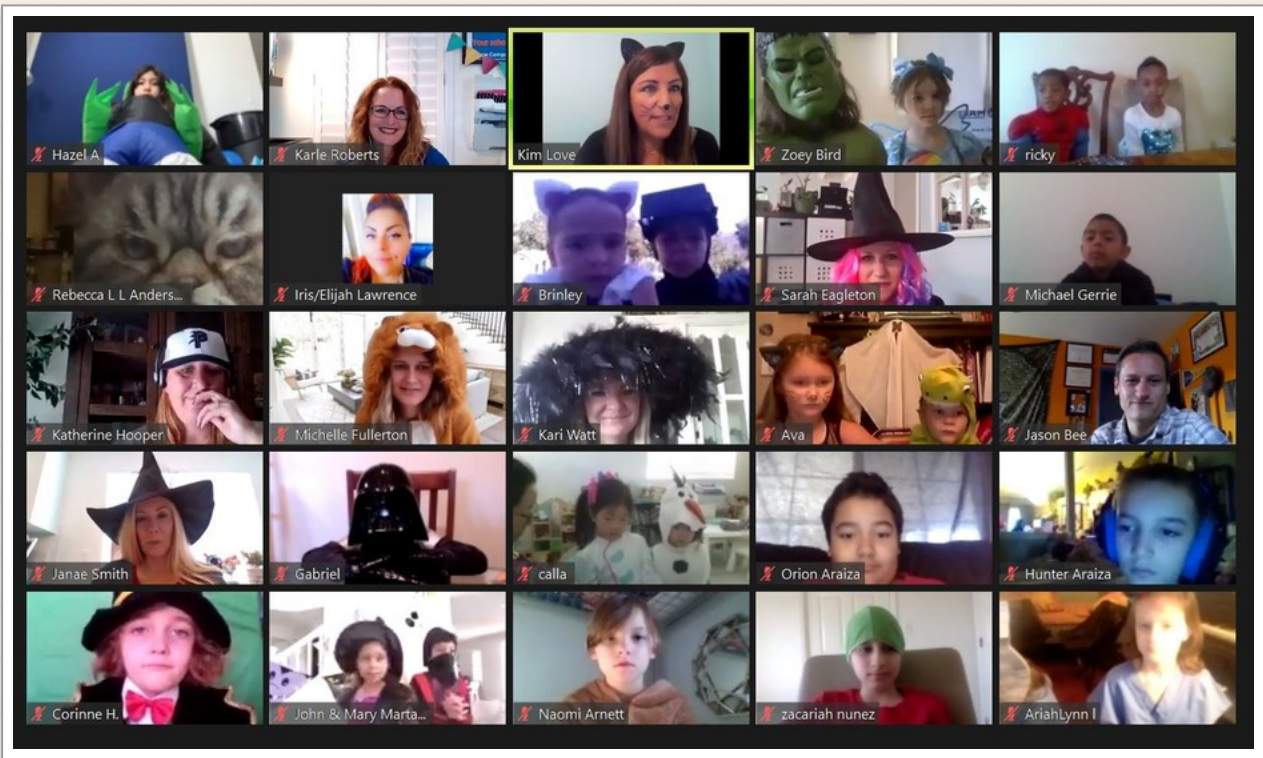 Hazel A
Karle Roberts
Your scho
Kim Love
Zoey Bird
ricky
Rebecca L L Anders...
Iris/Elijah Lawrence
Brinley
Sarah Eagleton
Michael Gerrie
Katherine Hooper
P
Michelle Fullerton
Kari Watt
Ava
Jason Bee
Janae Smith
Gabriel
calla
Orion Araiza
Hunter Araiza
Corinne H.
John & Mary Marta...
Naomi Arnett
zacariah nunez
AriahLynn l